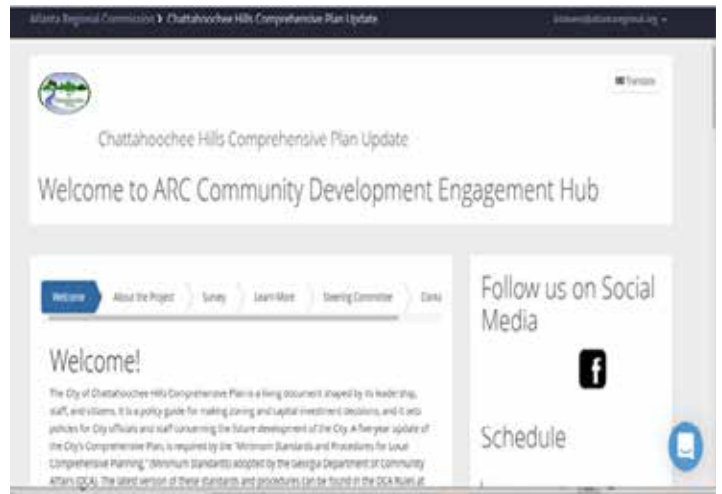 Atlanta Regional Commission > Chattahoochee Hills Comprehensive Plan Update
Translate
Chattahoochee Hills Comprehensive Plan Update
Welcome to ARC Community Development Engagement Hub
Welcome
About the Project
Survey
Learn More
Steering Committee
Follow us on Social
Media
Welcome!
The City of Chattahoochee Hills Comprehensive Plan is a living document shaped by its leadership,
staff, and citizens. It is a policy guide for making zoning and capital investment decisions, and it sets
policies for City officials and staff concerning the future development of the City. A five-year update of
the City's Comprehensive Plan, is required by the "Minimum Standards and Procedures for Local
Comprehensive Planning," (Minimum Standards) adopted by the Georgia Department of Community
Affairs (DCA). The latest version of these standards and procedures can be found in the DCA Rules at
Schedule